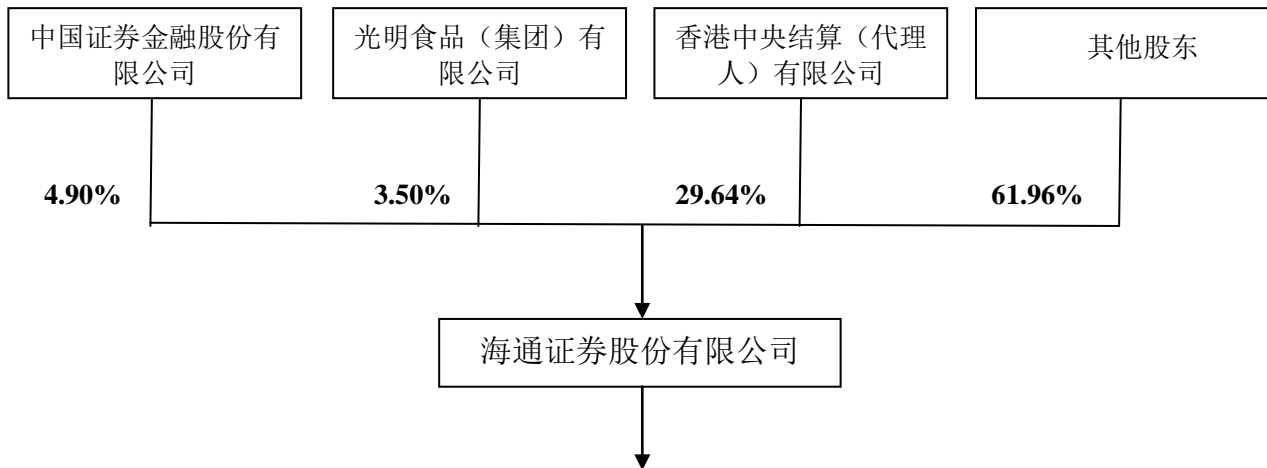 中国证券金融股份有
限公司
光明食品（集团）有
限公司
香港中央结算（代理
人）有限公司
其他股东
4.90%
3.50%
29.64%
61.96%
海通证券股份有限公司